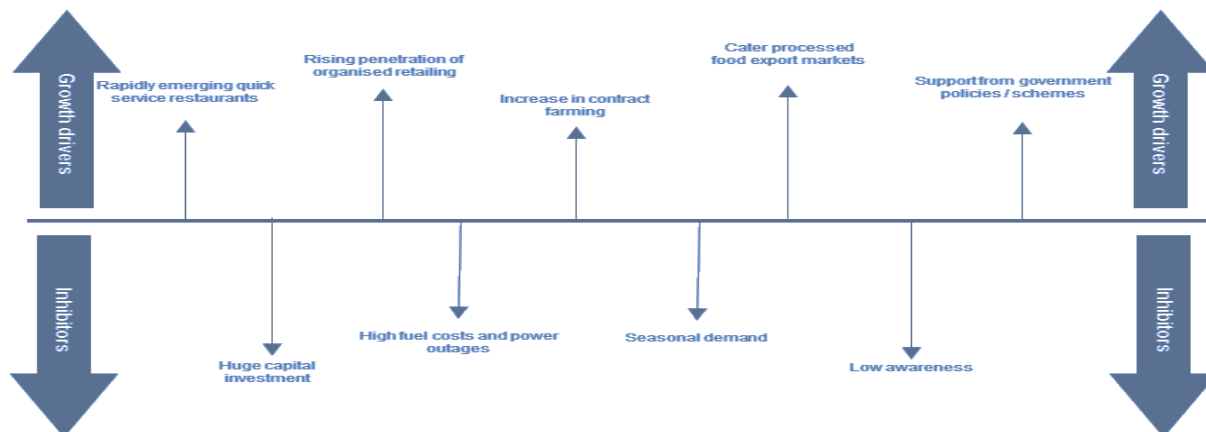 Growth drivers
Rapidly emerging quick
service restaurants
Rising penetration of
organised retailing
Increase in contract
farming
Cater processed
food export markets
Support from government
policies / schemes
Growth drivers
Inhibitors
Huge capital
investment
High fuel costs and power
outages
Seasonal demand
Low awareness
Inhibitors